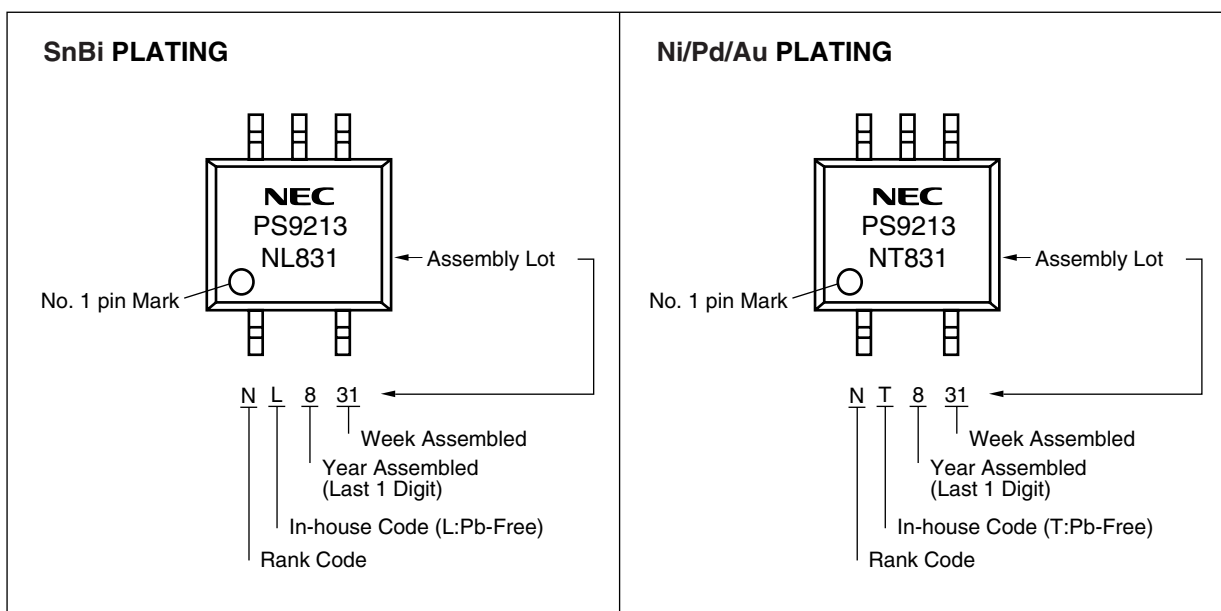 SnBi PLATING
NEC
PS9213
NL831
Assembly Lot
No. 1 pin Mark
N L 8 31
Week Assembled
Year Assembled
(Last 1 Digit)
In-house Code (L:Pb-Free)
Rank Code
Ni/Pd/Au PLATING
NEC
PS9213
NT831
Assembly Lot
No. 1 pin Mark
N T 8 31
Week Assembled
Year Assembled
(Last 1 Digit)
In-house Code (T:Pb-Free)
Rank Code